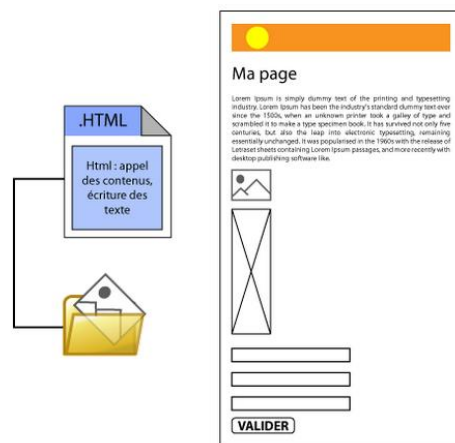 .HTML
Html : appel
des contenus,
écriture des
texte
Ma page
Lorem Ipsum is simply dummy text of the printing and typesetting
industry. Lorem Ipsum has been the industry's standard dummy text ever
since the 1500s, when an unknown printer took a galley of type and
scrambled it to make a type specimen book. It has survived not only five
centuries, but also the leap into electronic typesetting, remaining
essentially unchanged. It was popularised in the 1960s with the release of
Letraset sheets containing Lorem Ipsum passages, and more recently with
desktop publishing software like.
VALIDER